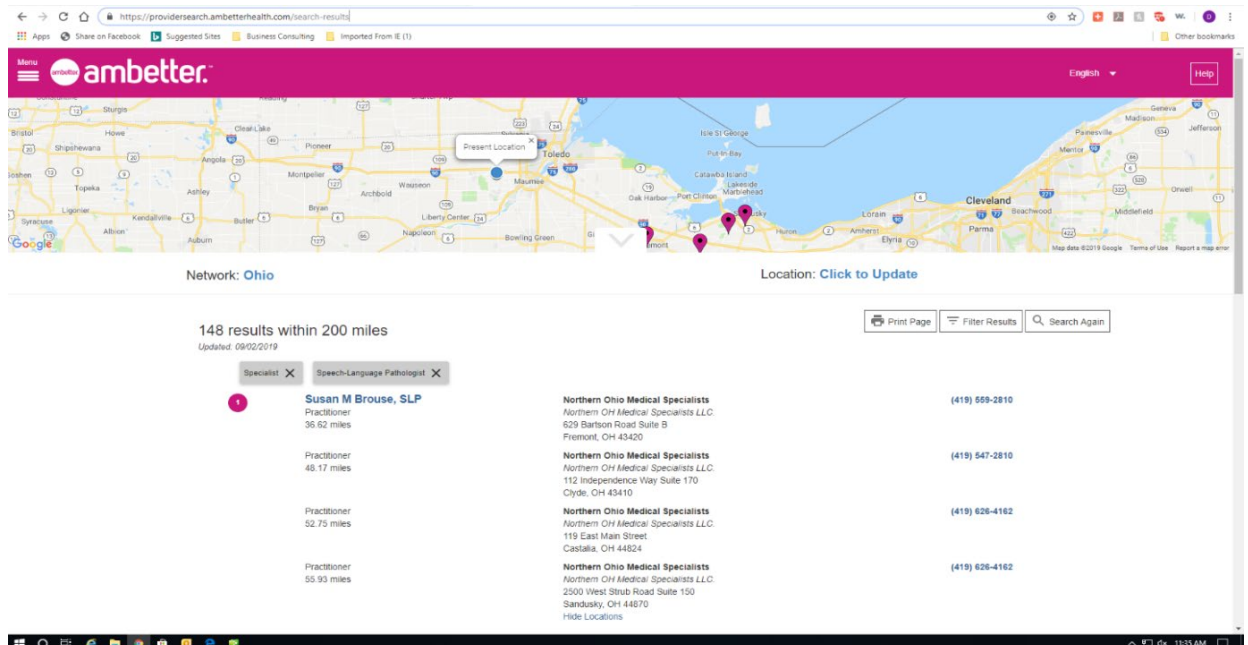 https://providersearch.ambetterhealth.com/search-results
Apps Share on Facebook Suggested Sites Business Consulting Imported From IE (1) Other bookmarks
Menu
ambetter ambetter.
English
Help
Sturgis
Bristol
Howe
Shipshewana
Clear Lake
Pioneer
Angola
Montpelier
Topeka
Ashley
Archbold
Wauseon
Present Location
Toledo
Maumee
Isle St George
Put-In-Bay
Catawba Island
Lakeside
Marblehead
Oak Harbor
Port Clinton
Geneva
Madison
Painesville
Jefferson
Mentor
Orwell
Ligonier
Syracuse
Albion
Kendallville
Butler
Auburn
Bryan
Liberty Center
Napoleon
Bowling Green
Huron
Lorain
Amherst
Elyria
Cleveland
Beachwood
Parma
Middlefield
Google
Map data ©2019 Google Terms of Use Report a map error
Network: Ohio
Location: Click to Update
148 results within 200 miles
Updated: 09/02/2019
Print Page
Filter Results
Search Again
Specialist X
Speech-Language Pathologist X
1
Susan M Brouse, SLP
Practitioner
36.62 miles
Northern Ohio Medical Specialists
Northern OH Medical Specialists LLC.
629 Bartson Road Suite B
Fremont, OH 43420
(419) 559-2810
Practitioner
48.17 miles
Northern Ohio Medical Specialists
Northern OH Medical Specialists LLC.
112 Independence Way Suite 170
Clyde, OH 43410
(419) 547-2810
Practitioner
52.75 miles
Northern Ohio Medical Specialists
Northern OH Medical Specialists LLC.
119 East Main Street
Castalia, OH 44824
(419) 626-4162
Practitioner
55.93 miles
Northern Ohio Medical Specialists
Northern OH Medical Specialists LLC.
2500 West Strub Road Suite 150
Sandusky, OH 44870
Hide Locations
(419) 626-4162
11:35 AM